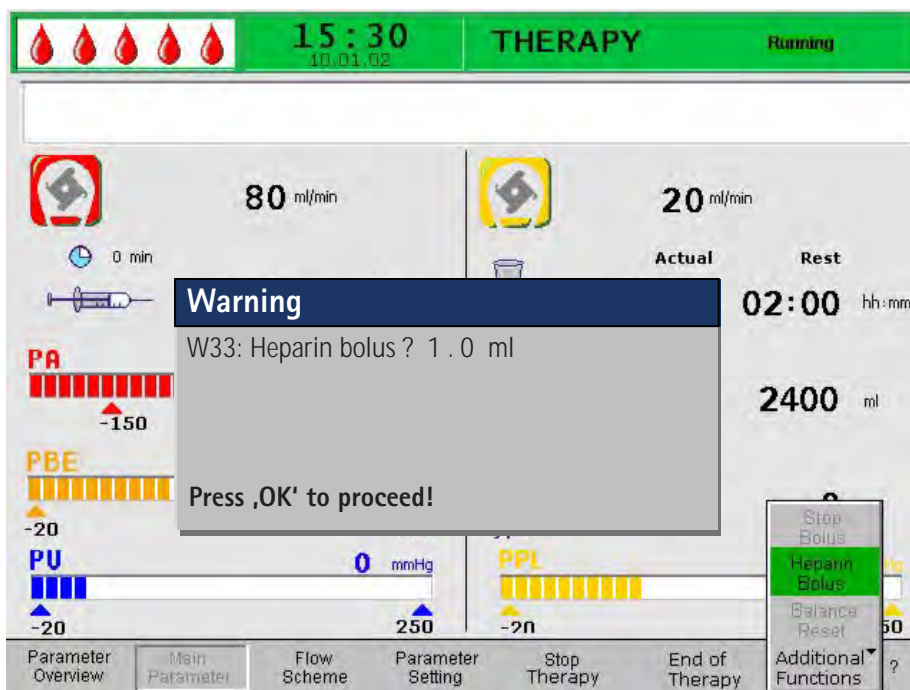 15:30
10.01.02
THERAPY
Running
80 ml/min
20 ml/min
0 min
Actual Rest
02:00 hh:mm
Warning
W33: Heparin bolus ? 1 . 0 ml
Press ‚OK‘ to proceed!
PA
-150
2400 ml
PBE
-20
PV 0 mmHg
-20 250
PPL
-20
50
Stop
Bolus
Heparin
Bolus
Balance
Reset
Additional
Functions
Parameter
Overview
Main
Parameter
Flow
Scheme
Parameter
Setting
Stop
Therapy
End of
Therapy
?